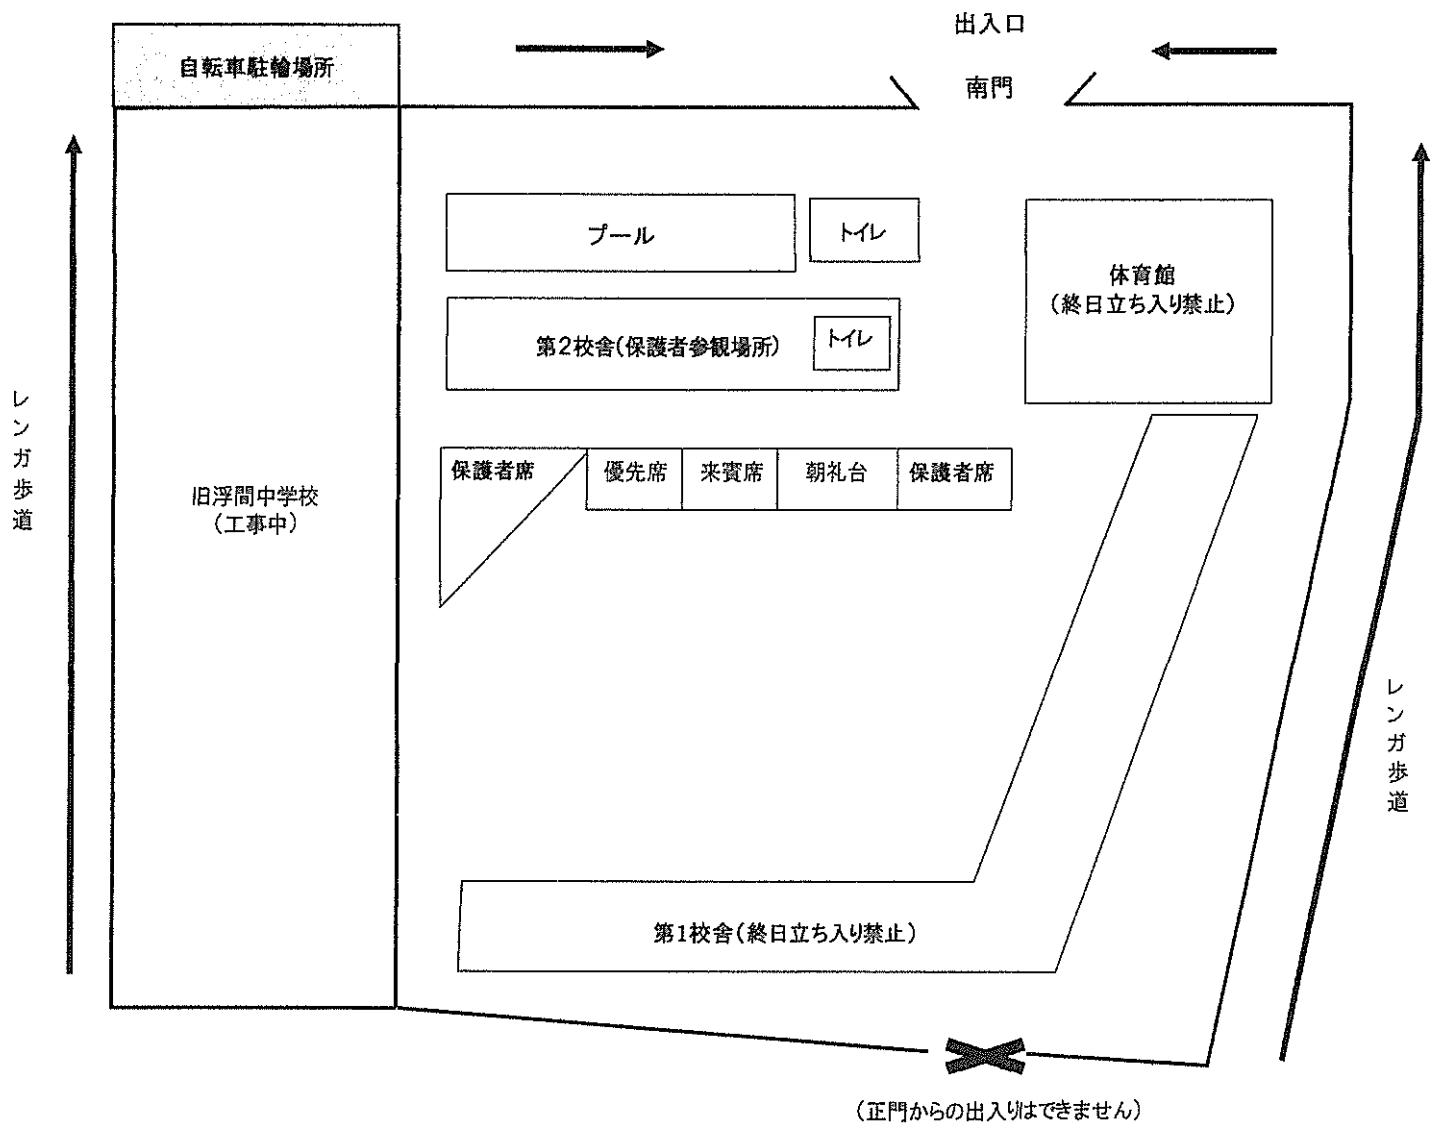 出入口
自転車駐輪場所
南門
プール
トイレ
体育館
(終日立ち入り禁止)
第2校舎(保護者参観場所)
トイレ
レンガ歩道
保護者席
優先席
来賓席
朝礼台
保護者席
旧浮間中学校
(工事中)
レンガ歩道
第1校舎(終日立ち入り禁止)
(正門からの出入りはできません)